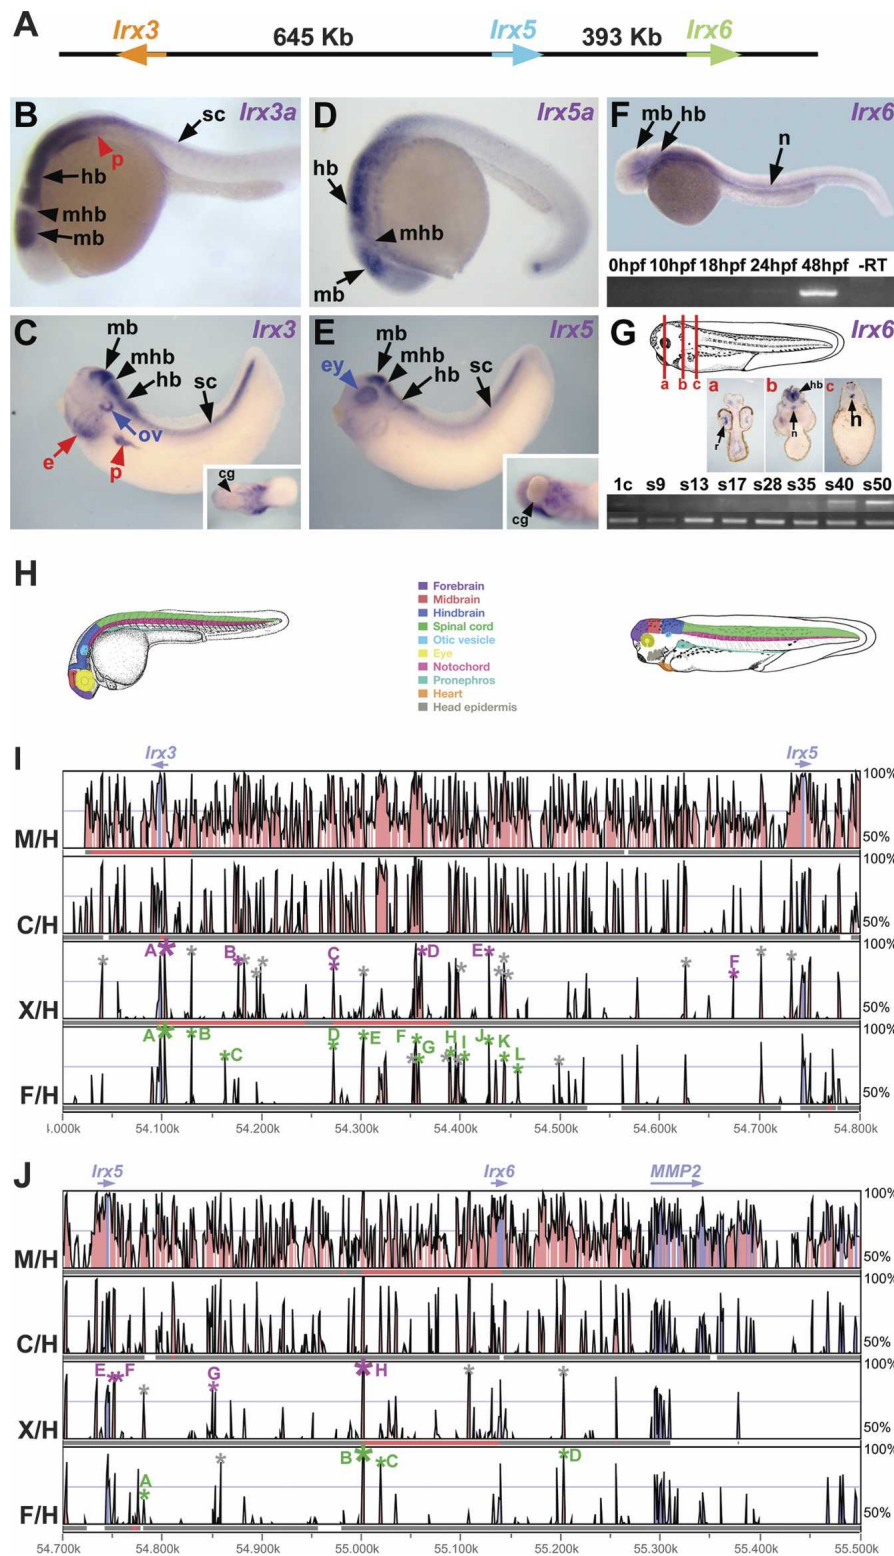 A Irx3 645 Kb Irx5 393 Kb Irx6
B Irx3a sc p hb mhb mb
D Irx5a hb mhb mb
F Irx6 mb hb n
0hpf 10hpf 18hpf 24hpf 48hpf -RT
C Irx3 mb mhb hb sc ov e p cg
E Irx5 ey mb mhb hb sc cg
G Irx6
a b c
a b hb c
r n n
1c s9 s13 s17 s28 s35 s40 s50
H
Forebrain
Midbrain
Hindbrain
Spinal cord
Otic vesicle
Eye
Notochord
Pronephros
Heart
Head epidermis
I Irx3 Irx5
100%
M/H 50%
100%
C/H 50%
A * * B * * * * C * * * D * E * * * * * F * * * 100%
X/H 50%
A * * B * C D * * E F * * G * H * * I * J * K * * L * * 100%
F/H 50%
.000k 54.100k 54.200k 54.300k 54.400k 54.500k 54.600k 54.700k 54.800k
J Irx5 Irx6 MMP2
100%
M/H 50%
100%
C/H 50%
E ** F * G * * H * * 100%
X/H 50%
A * * B * * C * D 100%
F/H 50%
54.700k 54.800k 54.900k 55.000k 55.100k 55.200k 55.300k 55.400k 55.500k